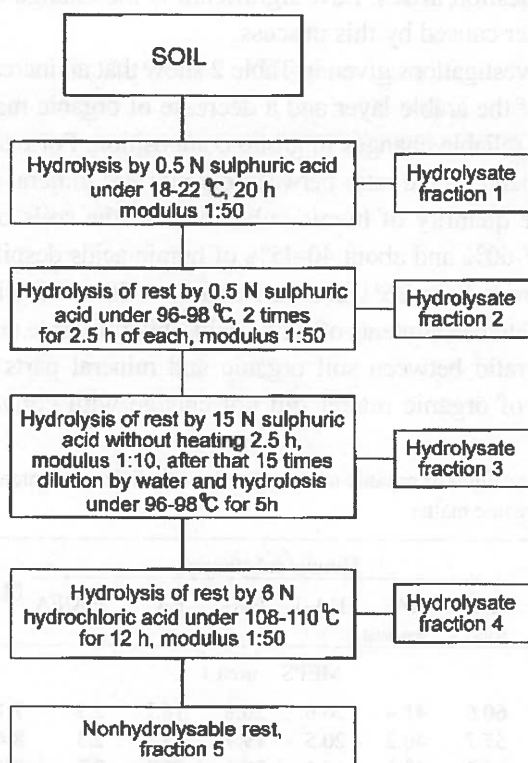 SOIL
Hydrolysis by 0.5 N sulphuric acid
under 18-22 °C, 20 h
modulus 1:50
Hydrolysate
fraction 1
Hydrolysis of rest by 0.5 N sulphuric
acid under 96-98 °C, 2 times
for 2.5 h of each, modulus 1:50
Hydrolysate
fraction 2
Hydrolysis of rest by 15 N sulphuric
acid without heating 2.5 h,
modulus 1:10, after that 15 times
dilution by water and hydrolosis
under 96-98 °C for 5h
Hydrolysate
fraction 3
Hydrolysis of rest by 6 N
hydrochloric acid under 108-110 °C
for 12 h, modulus 1:50
Hydrolysate
fraction 4
Nonhydrolysable rest,
fraction 5